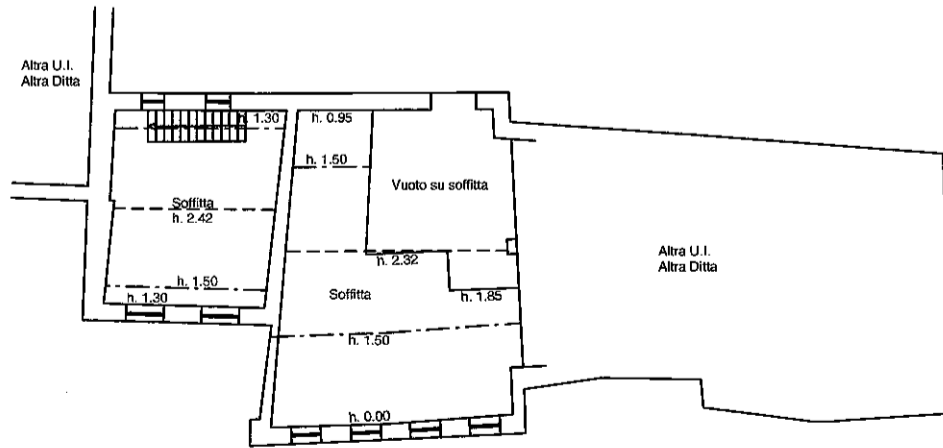 Altra U.I.
Altra Ditta
h. 1.30
h. 0.95
h. 1.50
Vuoto su soffitta
Soffitta
h. 2.42
Altra U.I.
Altra Ditta
h. 2.32
h. 1.50
h. 1.30
Soffitta
h. 1.85
h. 1.50
h. 0.00